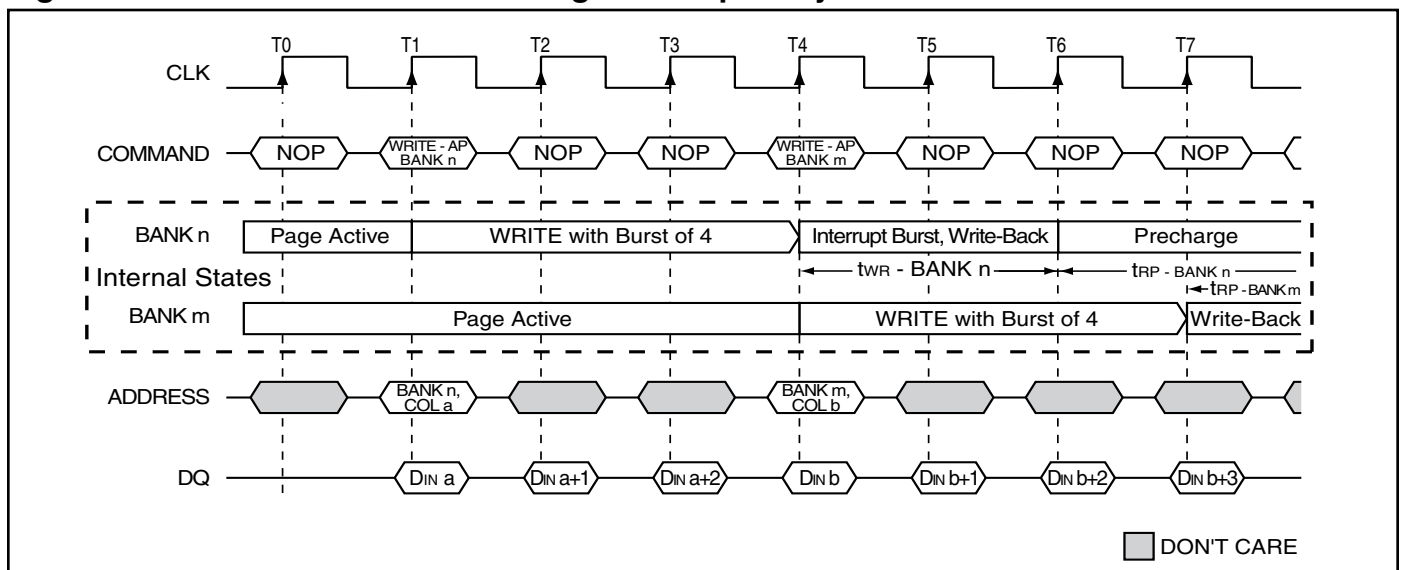 T0 T1 T2 T3 T4 T5 T6 T7
CLK
COMMAND NOP WRITE - AP BANK n NOP NOP WRITE - AP BANK m NOP NOP NOP
BANK n Page Active WRITE with Burst of 4 Interrupt Burst, Write-Back Precharge
tWR - BANK n tRP - BANK n
Internal States
tRP - BANK m
BANK m Page Active WRITE with Burst of 4 Write-Back
ADDRESS BANK n, COL a BANK m, COL b
DQ DIN a DIN a+1 DIN a+2 DIN b DIN b+1 DIN b+2 DIN b+3
DON'T CARE